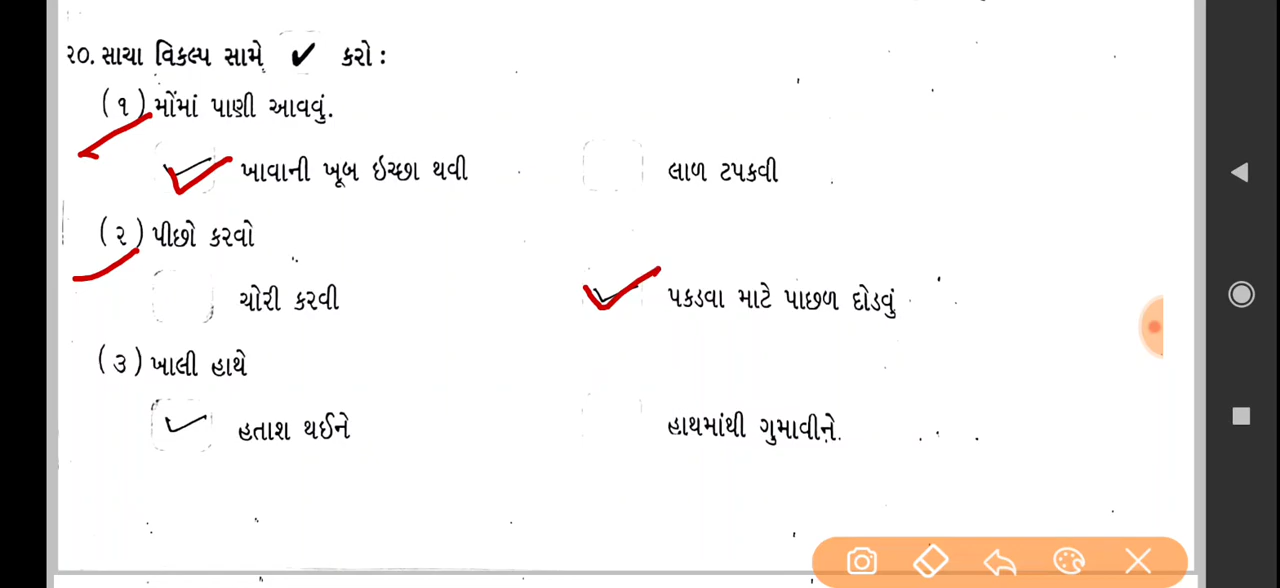 ૨૦. સાચા વિકલ્પ સામે ✔ કરો :
(૧) મોંમાં પાણી આવવું.
ખાવાની ખૂબ ઇચ્છા થવી લાળ ટપકવી
(૨) પીછો કરવો
ચોરી કરવી પકડવા માટે પાછળ દોડવું
(૩) ખાલી હાથે
હતાશ થઈને હાથમાંથી ગુમાવીને.